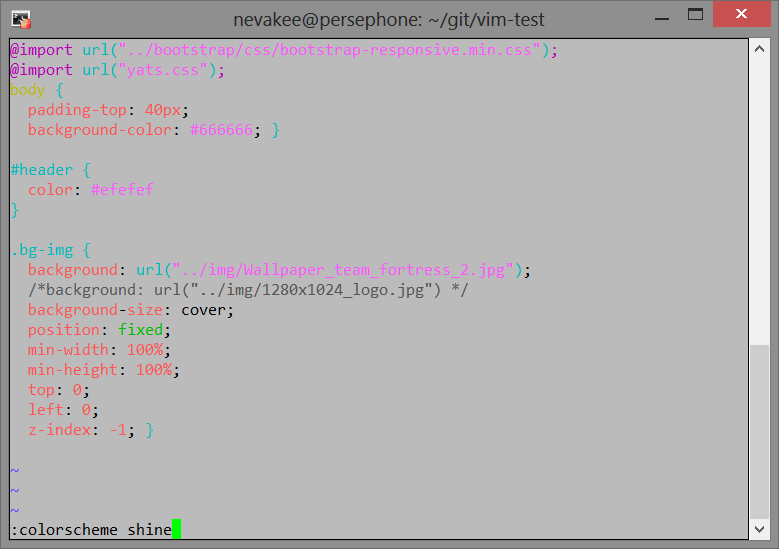 nevakee@persephone: ~/git/vim-test
@import url("../bootstrap/css/bootstrap-responsive.min.css");
@import url("yats.css");
body {
  padding-top: 40px;
  background-color: #666666; }

#header {
  color: #efefef
}

.bg-img {
  background: url("../img/Wallpaper_team_fortress_2.jpg");
  /*background: url("../img/1280x1024_logo.jpg") */
  background-size: cover;
  position: fixed;
  min-width: 100%;
  min-height: 100%;
  top: 0;
  left: 0;
  z-index: -1; }

~
~
~
:colorscheme shine